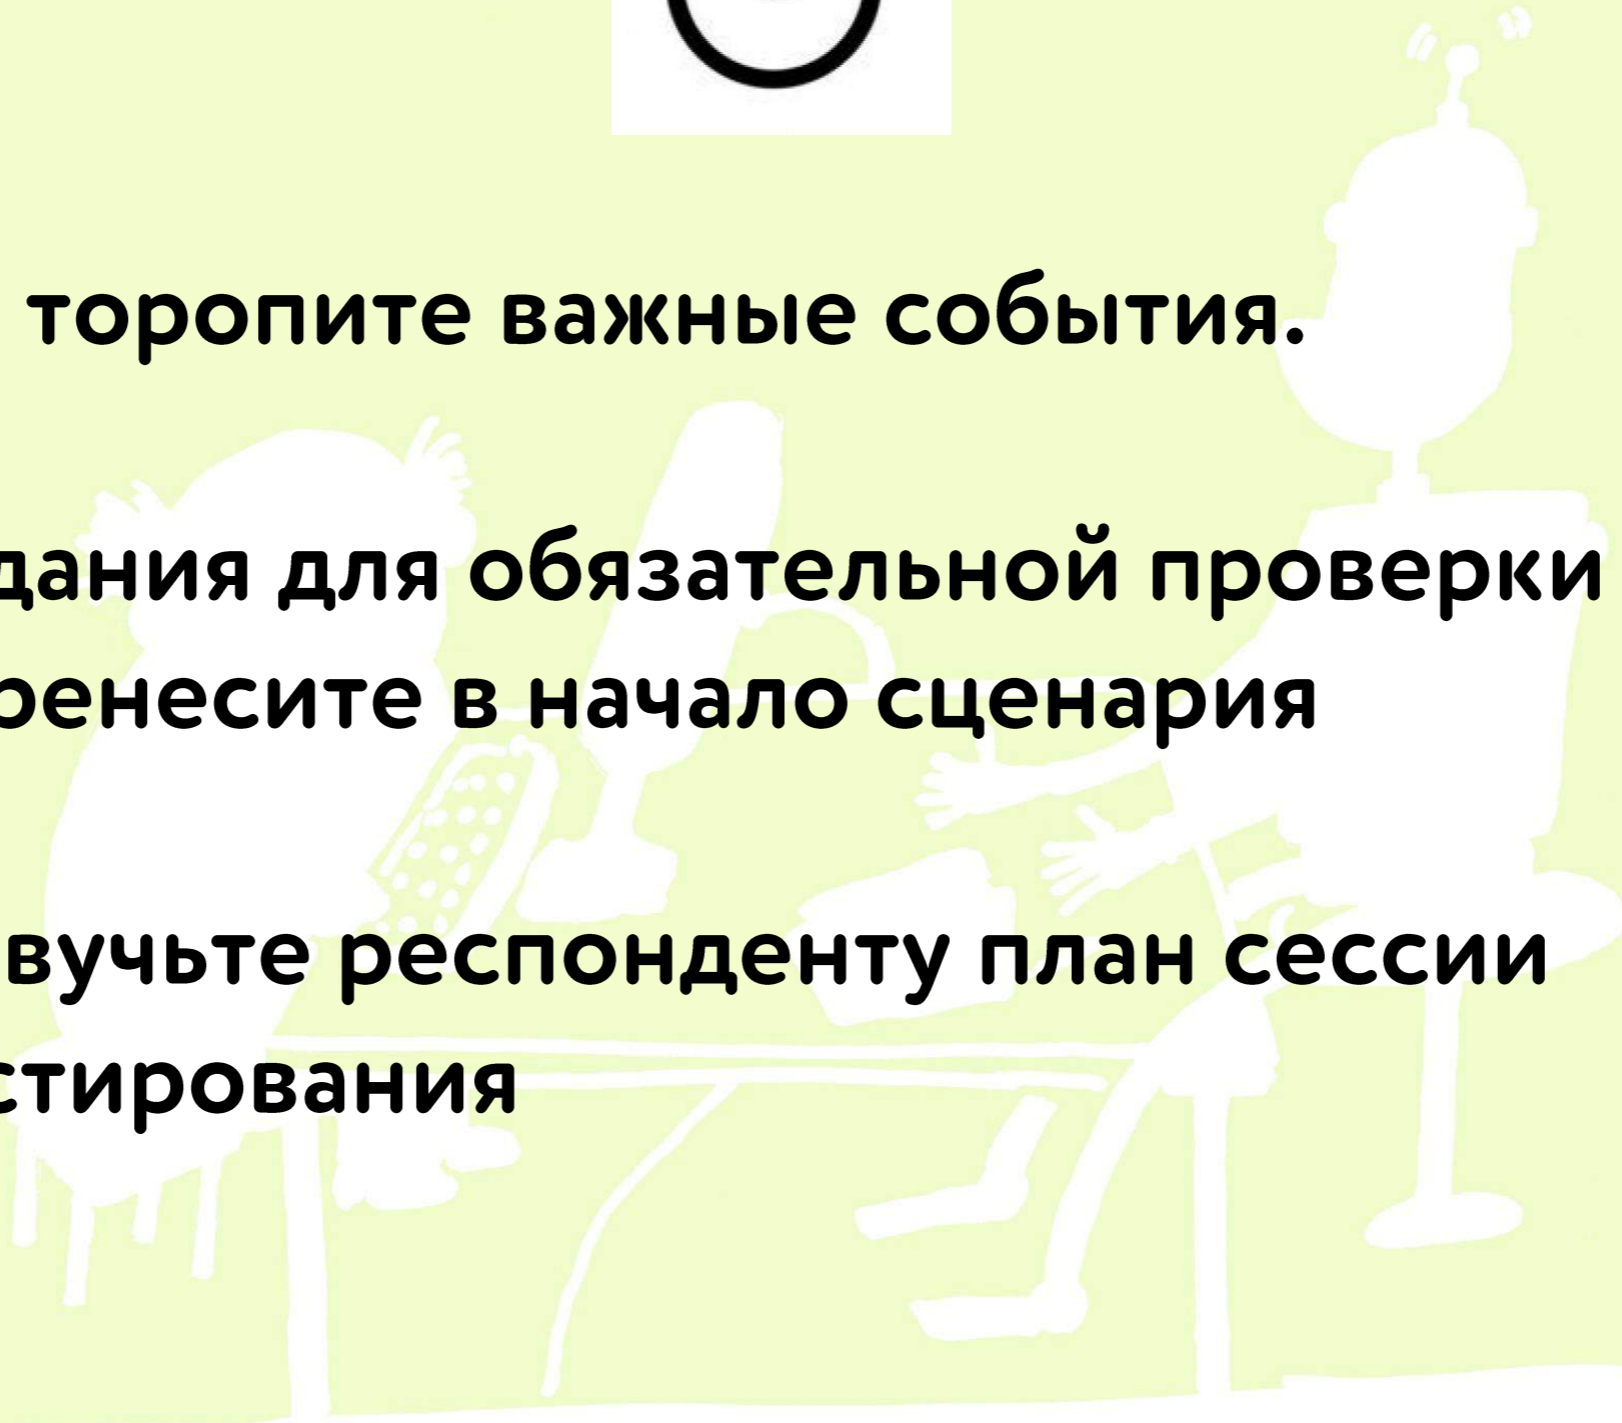 торопите важные события.
дания для обязательной проверки
ренесите в начало сценария
вучьте респонденту план сессии
стирования